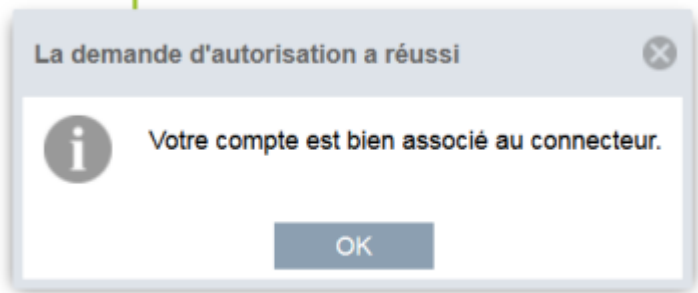 La demande d'autorisation a réussi
Votre compte est bien associé au connecteur.
OK